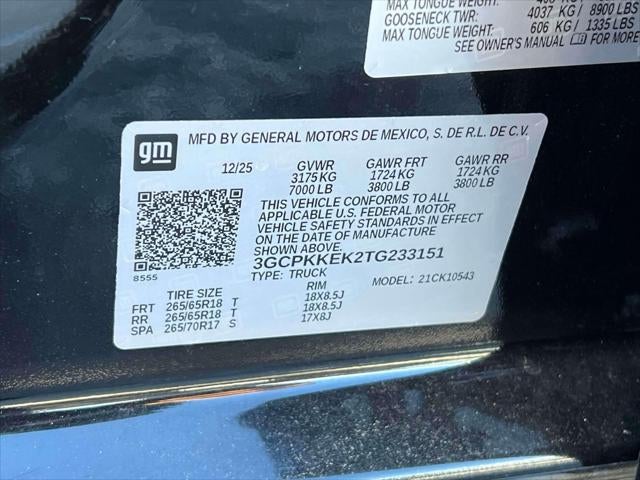 MAX TONGUE WEIGHT:
GOOSENECK TWR: 4037 KG / 8900 LBS
MAX TONGUE WEIGHT: 606 KG / 1335 LBS
SEE OWNER'S MANUAL FOR MORE
gm
MFD BY GENERAL MOTORS DE MEXICO, S. DE R.L. DE C.V.
12/25 GVWR GAWR FRT GAWR RR
3175 KG 1724 KG 1724 KG
7000 LB 3800 LB 3800 LB
THIS VEHICLE CONFORMS TO ALL
APPLICABLE U.S. FEDERAL MOTOR
VEHICLE SAFETY STANDARDS IN EFFECT
ON THE DATE OF MANUFACTURE
SHOWN ABOVE.
3GCPKKEK2TG233151
8555
TYPE: TRUCK MODEL: 21CK10543
TIRE SIZE RIM
FRT 265/65R18 T 18X8.5J
RR 265/65R18 T 18X8.5J
SPA 265/70R17 S 17X8J